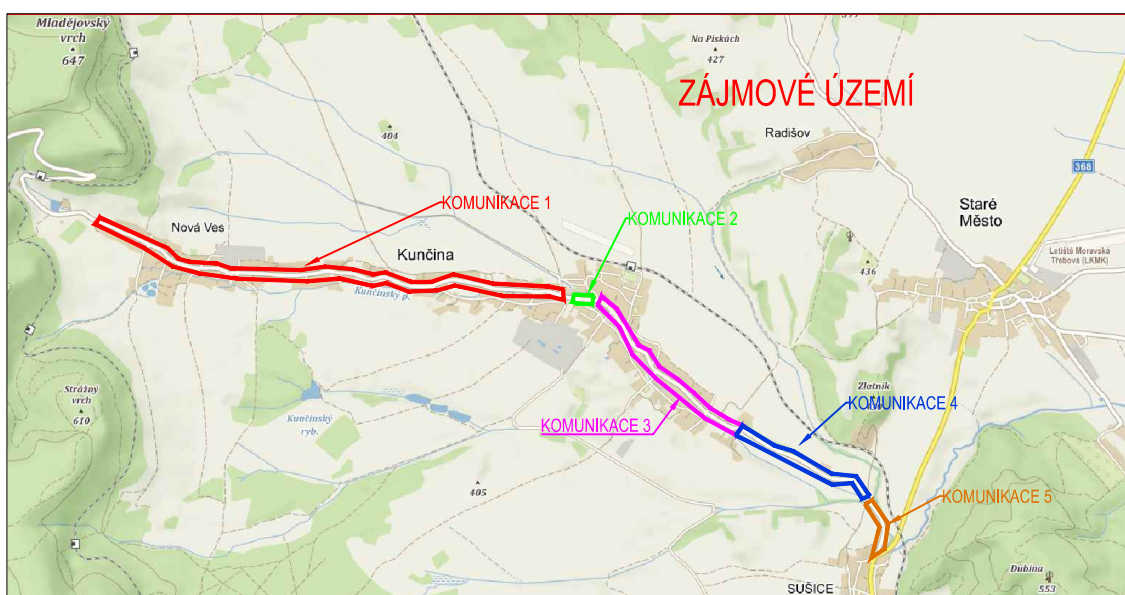 Mladějovský
vrch
647
Na Pískách
427
ZÁJMOVÉ ÚZEMÍ
Radišov
404
368
KOMUNIKACE 1
KOMUNIKACE 2
Staré
Město
Nová Ves
Kunčina
Letiště Moravská
Třebová (LKMK)
436
Kunčinský p.
Strážný
vrch
610
Kunčinský
ryb.
Zlatník
KOMUNIKACE 3
KOMUNIKACE 4
405
KOMUNIKACE 5
Dubina
553
SUŠICE